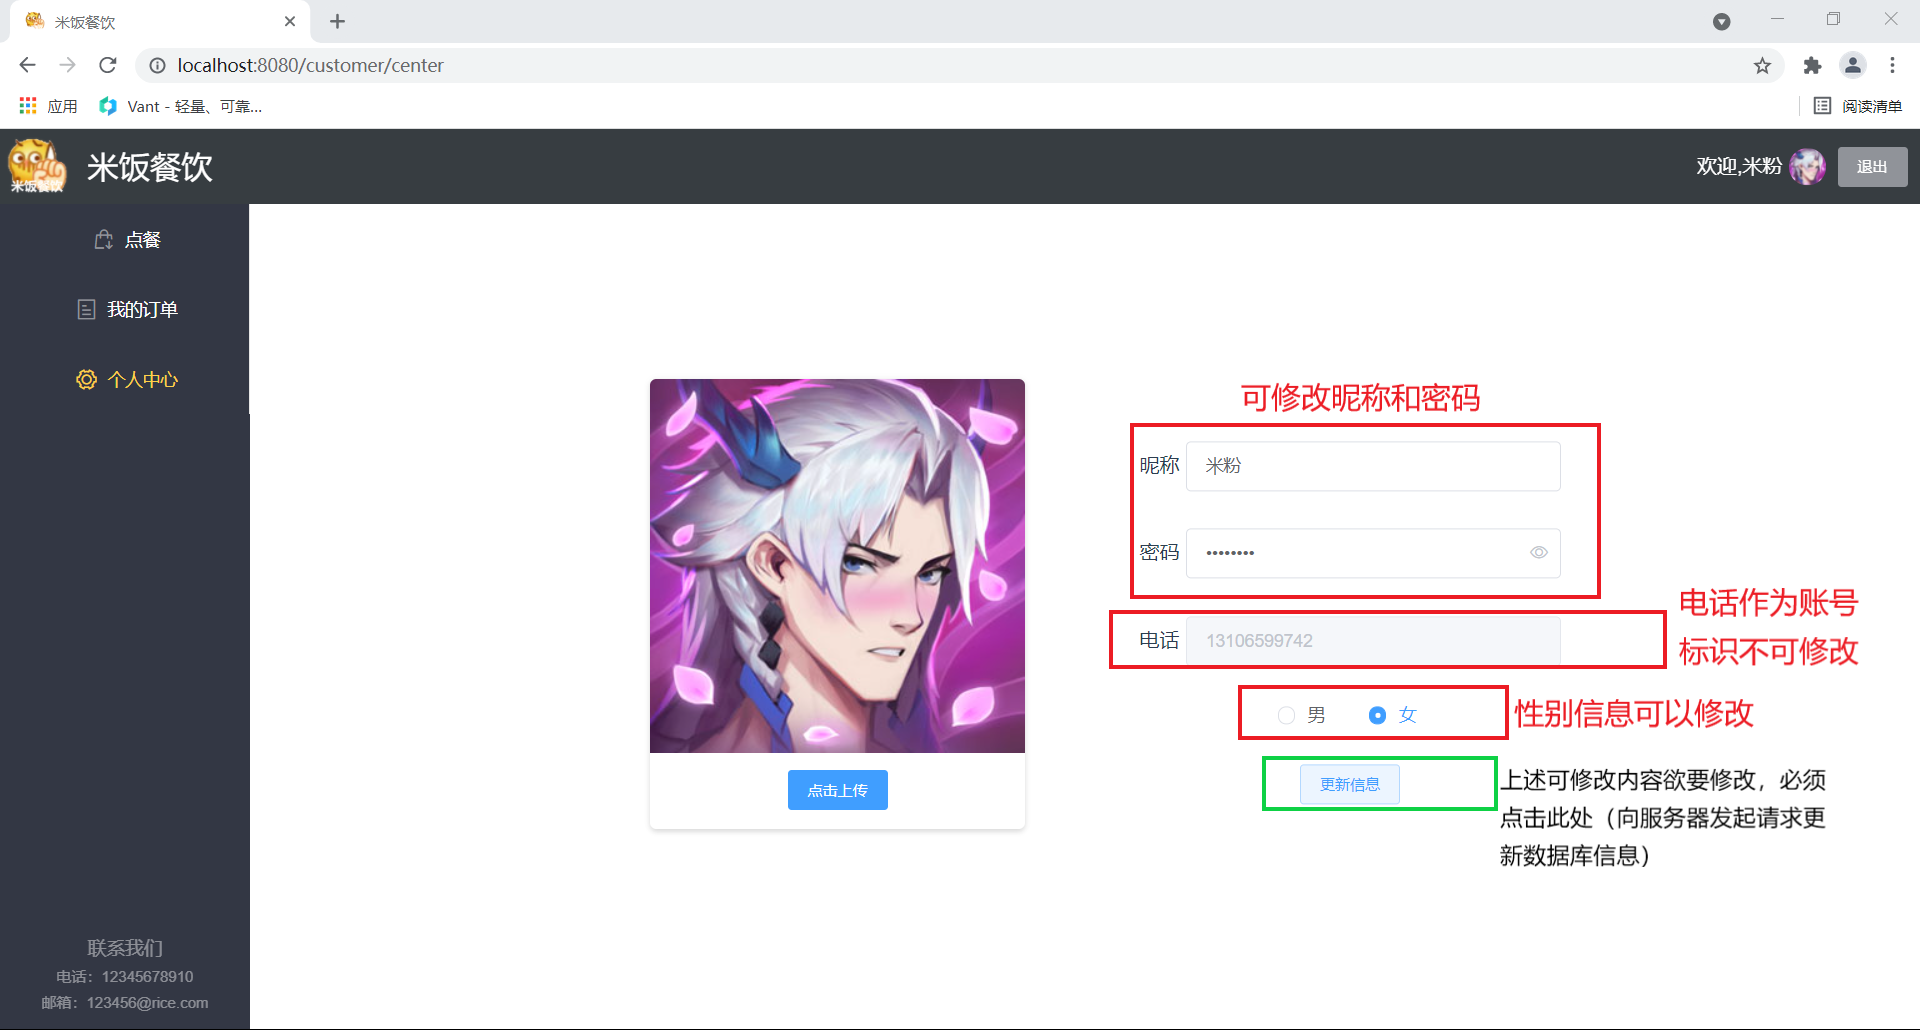 米饭餐饮
localhost:8080/customer/center
应用
Vant - 轻量、可靠...
阅读清单
米饭餐饮
米饭餐饮
欢迎,米粉
退出
点餐
我的订单
个人中心
可修改昵称和密码
昵称 米粉
密码 ••••••••
电话 13106599742
电话作为账号
标识不可修改
男 女
性别信息可以修改
点击上传
更新信息
上述可修改内容欲要修改，必须
点击此处（向服务器发起请求更
新数据库信息）
联系我们
电话：12345678910
邮箱：123456@rice.com